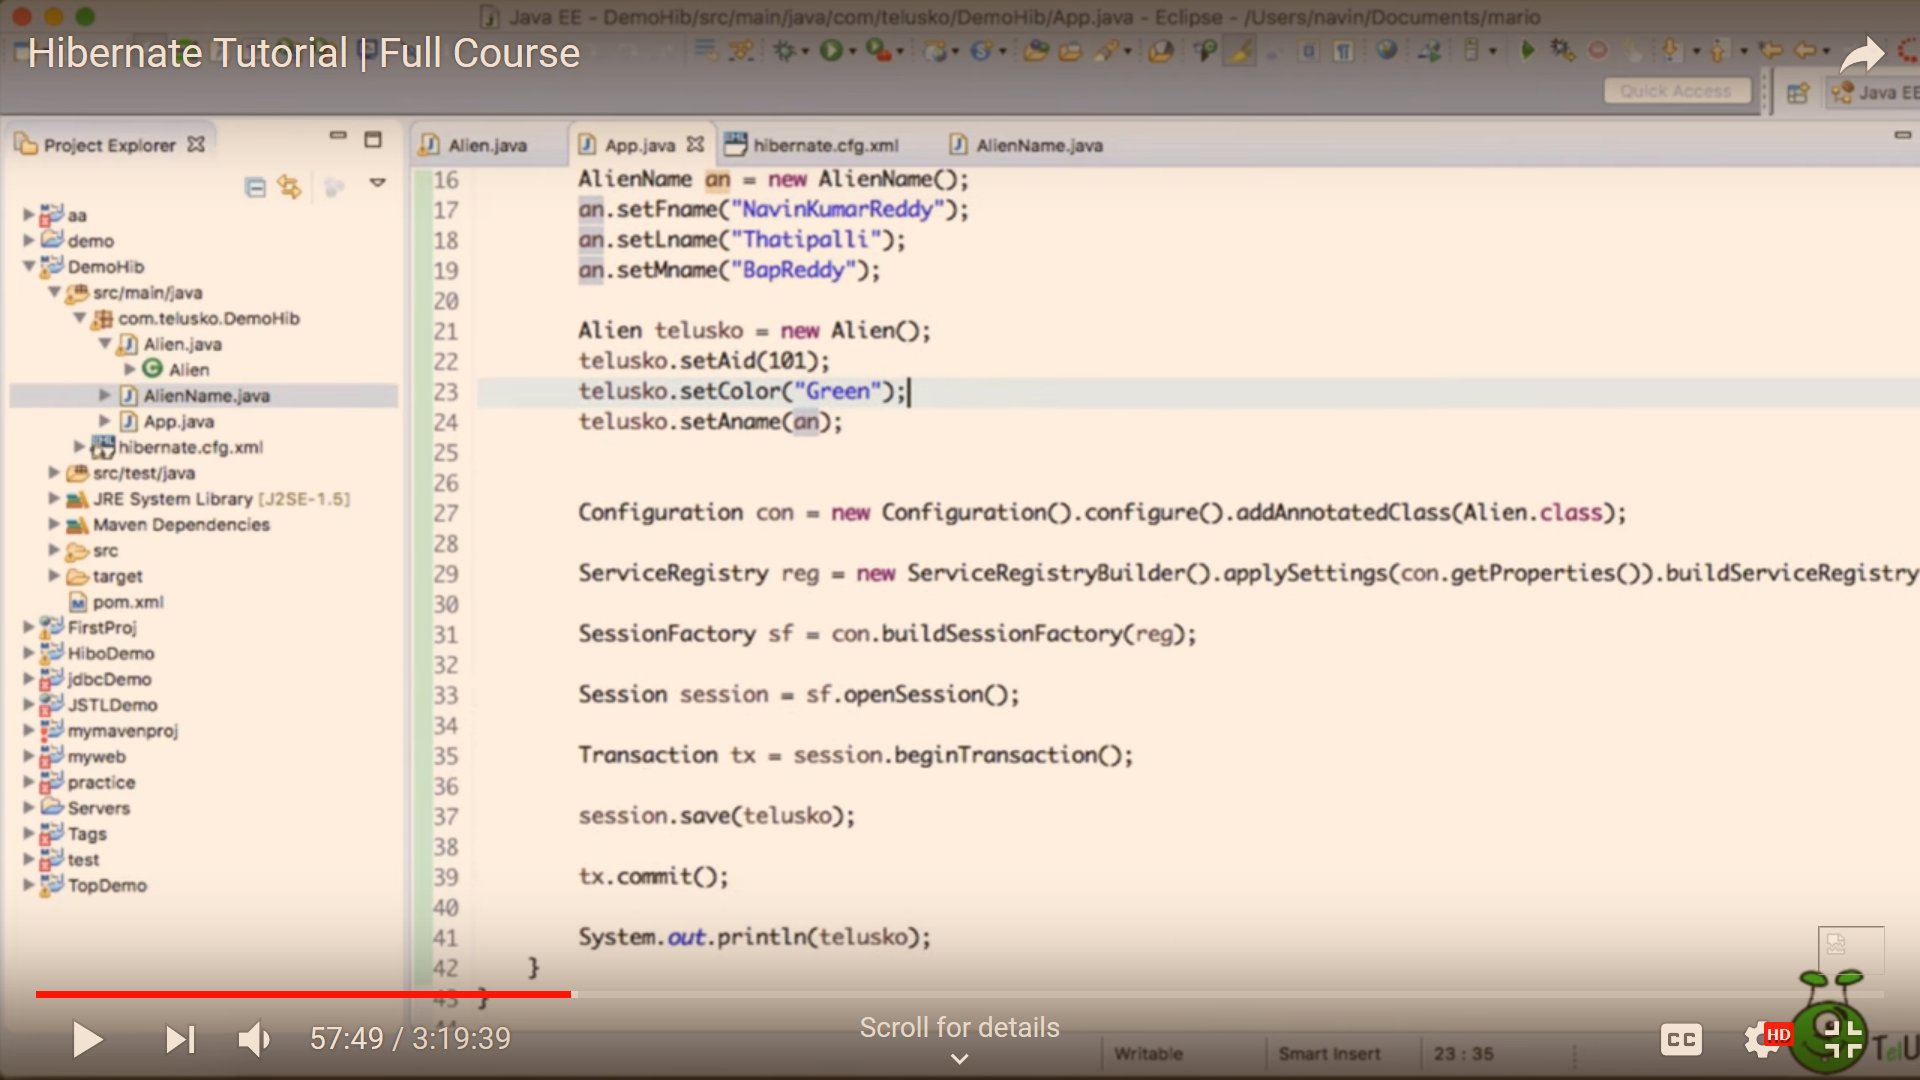 Java EE - DemoHib/src/main/java/com/telusko/DemoHib/App.java - Eclipse - /Users/navin/Documents/mario
Hibernate Tutorial | Full Course
Quick Access
Java EE
Project Explorer
Alien.java
App.java
hibernate.cfg.xml
AlienName.java
aa
demo
DemoHib
src/main/java
com.telusko.DemoHib
Alien.java
Alien
AlienName.java
App.java
hibernate.cfg.xml
src/test/java
JRE System Library [J2SE-1.5]
Maven Dependencies
src
target
pom.xml
FirstProj
HiboDemo
jdbcDemo
JSTLDemo
mymavenproj
myweb
practice
Servers
Tags
test
TopDemo
16 AlienName an = new AlienName();
17 an.setFname("NavinKumarReddy");
18 an.setLname("Thatipalli");
19 an.setMname("BapReddy");
20
21 Alien telusko = new Alien();
22 telusko.setAid(101);
23 telusko.setColor("Green");
24 telusko.setAname(an);
25
26
27 Configuration con = new Configuration().configure().addAnnotatedClass(Alien.class);
28
29 ServiceRegistry reg = new ServiceRegistryBuilder().applySettings(con.getProperties()).buildServiceRegistry
30
31 SessionFactory sf = con.buildSessionFactory(reg);
32
33 Session session = sf.openSession();
34
35 Transaction tx = session.beginTransaction();
36
37 session.save(telusko);
38
39 tx.commit();
40
41 System.out.println(telusko);
42 }
43 }
57:49 / 3:19:39
Scroll for details
Writable
Smart Insert
23 : 35
CC
HD
TelU